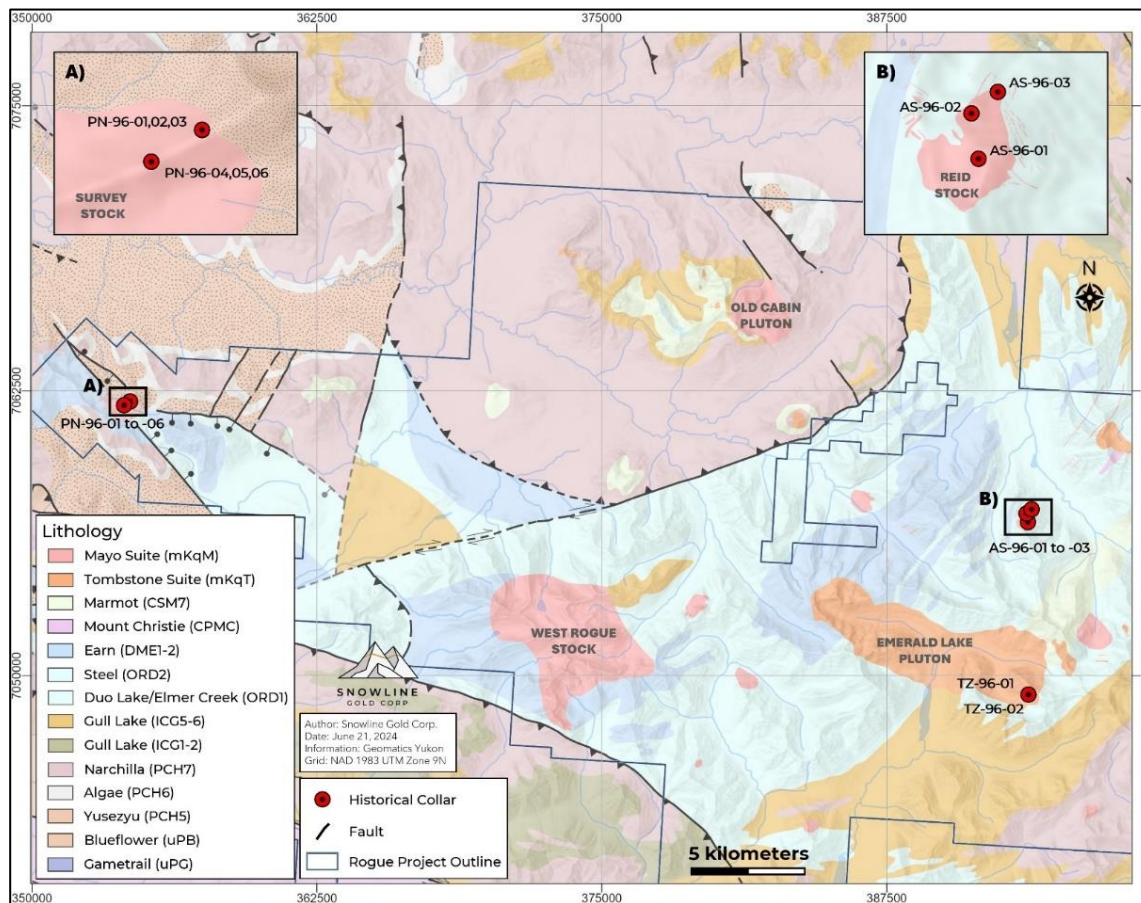 350000
362500
375000
387500
7075000
7062500
7050000
A)
PN-96-01,02,03
PN-96-04,05,06
SURVEY
STOCK
B)
AS-96-03
AS-96-02
AS-96-01
REID
STOCK
N
OLD CABIN
PLUTON
A)
PN-96-01 to -06
B)
AS-96-01 to -03
WEST ROGUE
STOCK
EMERALD LAKE
PLUTON
TZ-96-01
TZ-96-02
Lithology
Mayo Suite (mKqM)
Tombstone Suite (mKqT)
Marmot (CSM7)
Mount Christie (CPMC)
Earn (DME1-2)
Steel (ORD2)
Duo Lake/Elmer Creek (ORD1)
Gull Lake (ICG5-6)
Gull Lake (ICG1-2)
Narchilla (PCH7)
Algae (PCH6)
Yusezyu (PCH5)
Blueflower (uPB)
Gametrail (uPG)
SNOWLINE
GOLD CORP
Author: Snowline Gold Corp.
Date: June 21, 2024
Information: Geomatics Yukon
Grid: NAD 1983 UTM Zone 9N
Historical Collar
Fault
Rogue Project Outline
5 kilometers
350000
362500
375000
387500